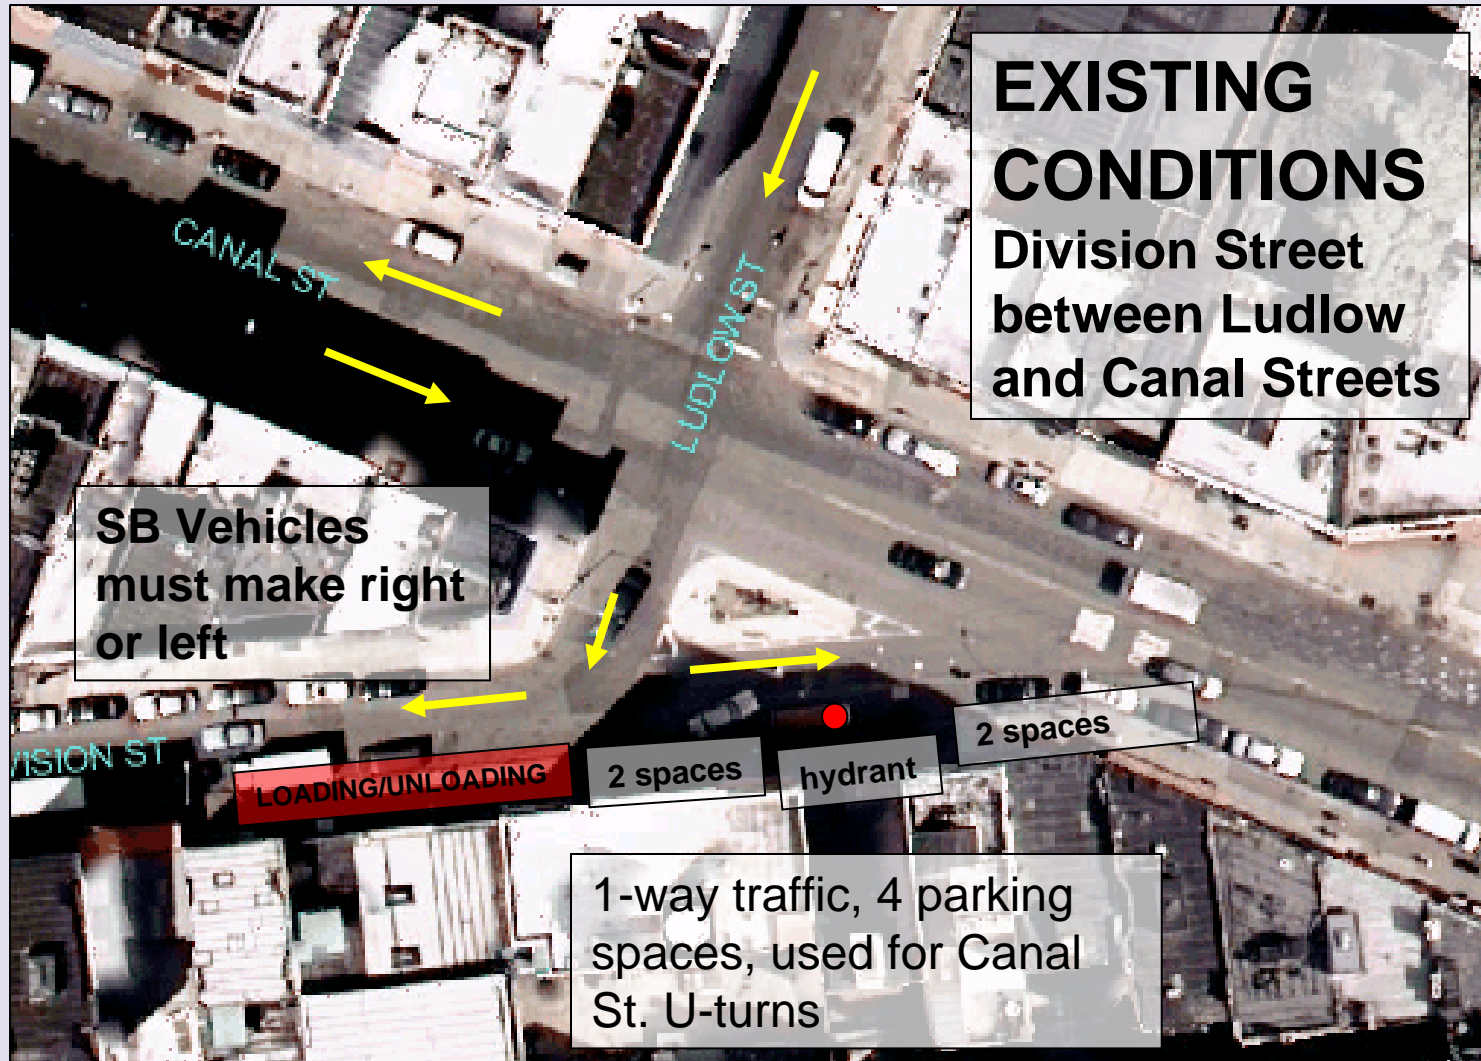 EXISTING
CONDITIONS
Division Street
between Ludlow
and Canal Streets
CANAL ST
LUDLOW ST
SB Vehicles
must make right
or left
VISION ST
LOADING/UNLOADING
2 spaces
hydrant
2 spaces
1-way traffic, 4 parking
spaces, used for Canal
St. U-turns